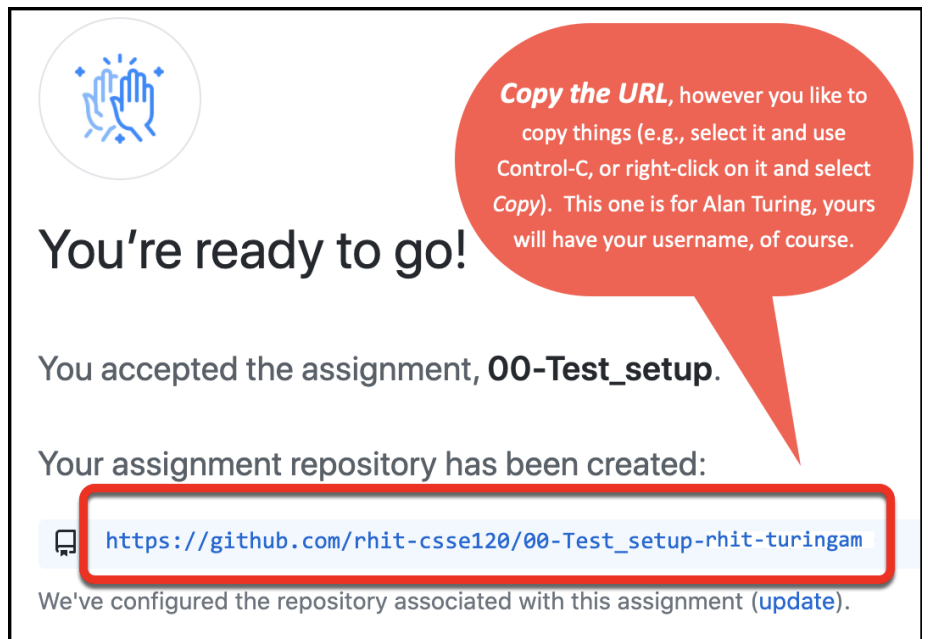 Copy the URL, however you like to
copy things (e.g., select it and use
Control-C, or right-click on it and select
Copy).  This one is for Alan Turing, yours
will have your username, of course.
You’re ready to go!
You accepted the assignment, 00-Test_setup.
Your assignment repository has been created:
https://github.com/rhit-csse120/00-Test_setup-rhit-turingam
We've configured the repository associated with this assignment (update).